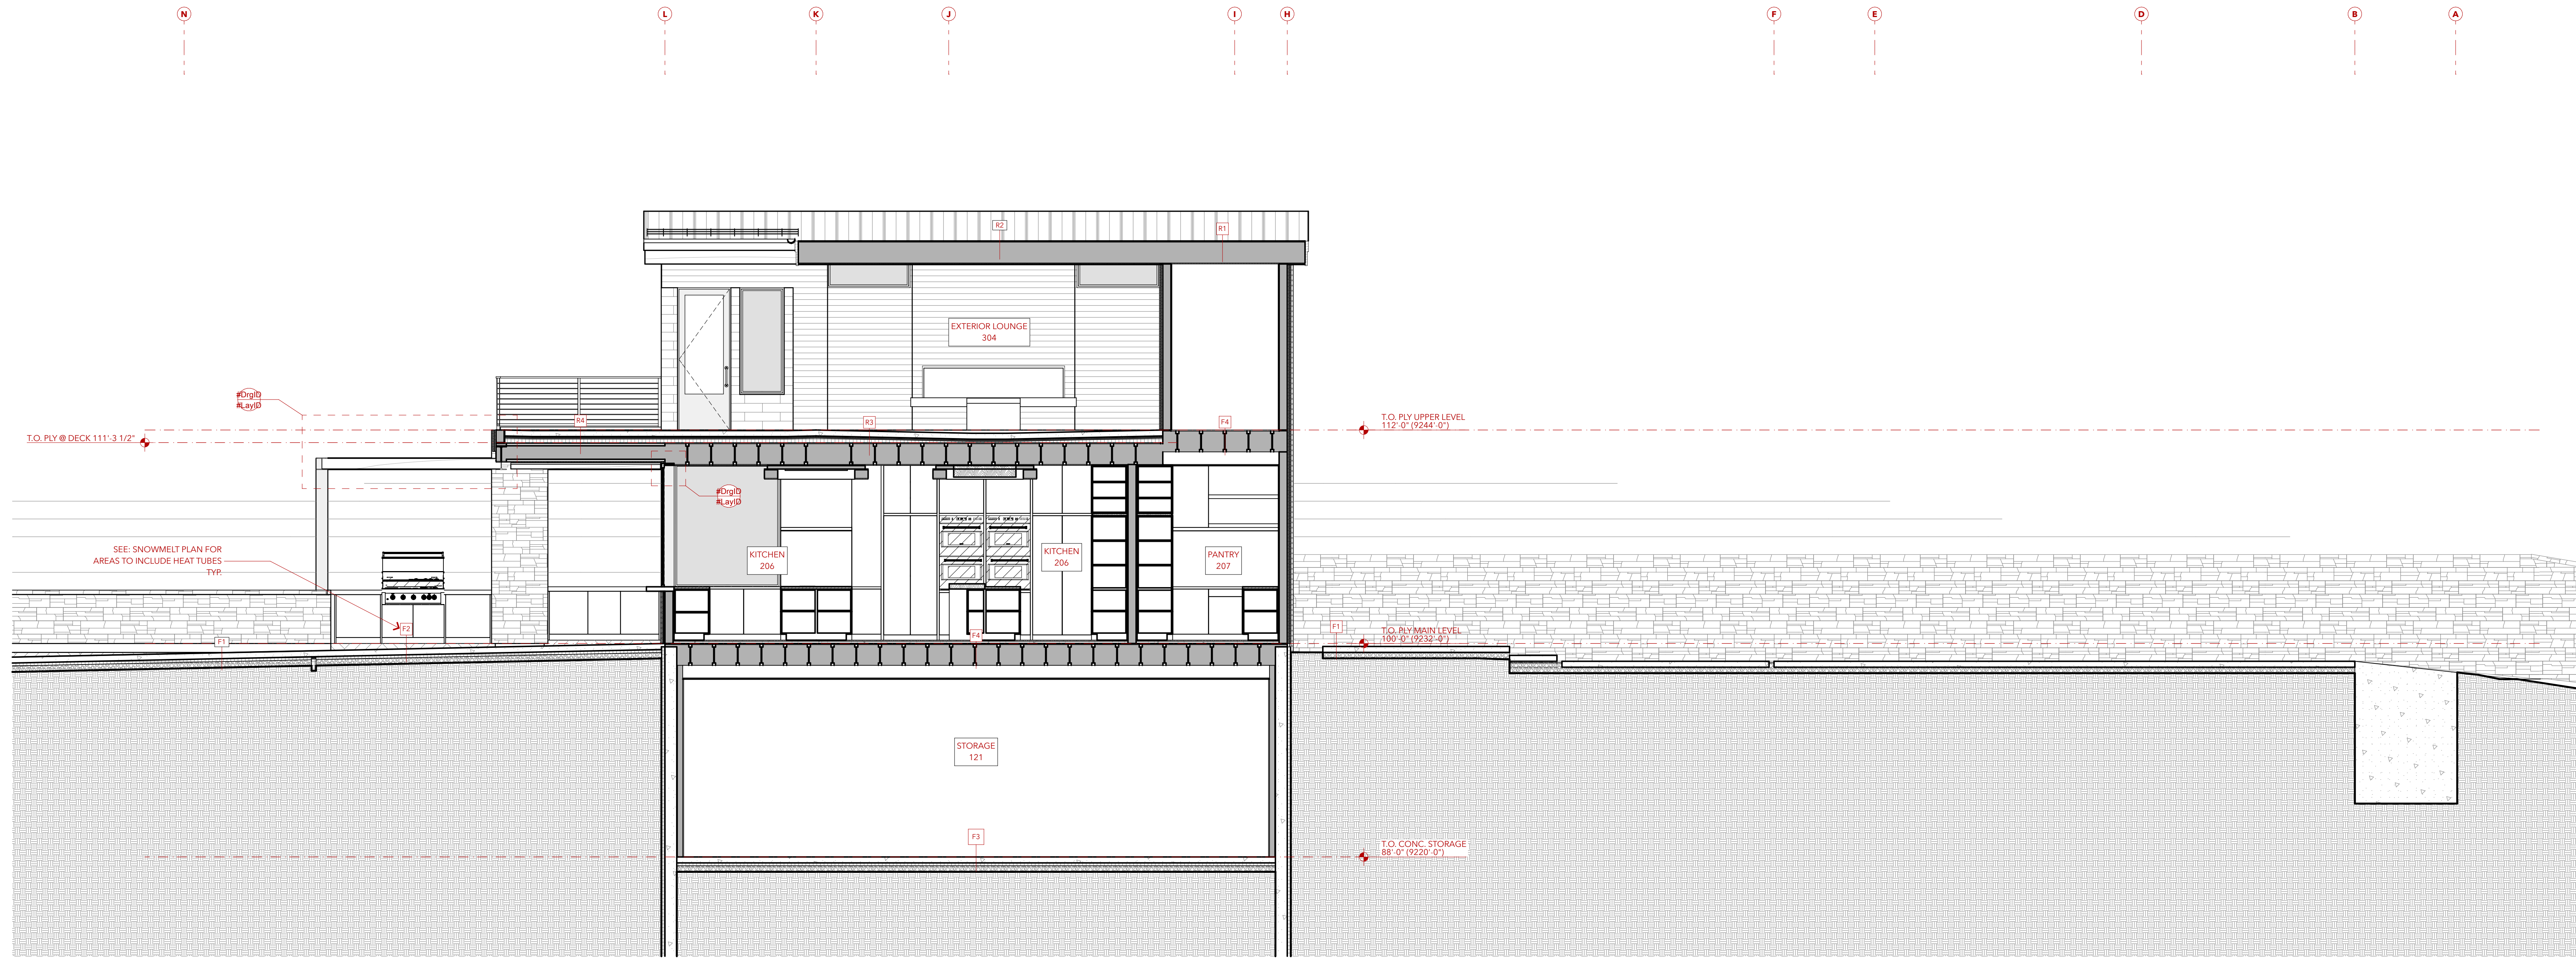 N
L
K
J
I
H
F
E
D
B
A
R2
R1
EXTERIOR LOUNGE
304
#DrgID
#LayID
R4
R3
F4
T.O. PLY UPPER LEVEL
112'-0" (9244'-0")
T.O. PLY @ DECK 111'-3 1/2"
#DrgID
#LayID
SEE: SNOWMELT PLAN FOR
AREAS TO INCLUDE HEAT TUBES
TYP.
KITCHEN
206
KITCHEN
206
PANTRY
207
F1
F2
F4
F1
T.O. PLY MAIN LEVEL
100'-0" (9232'-0")
STORAGE
121
F3
T.O. CONC. STORAGE
88'-0" (9220'-0")